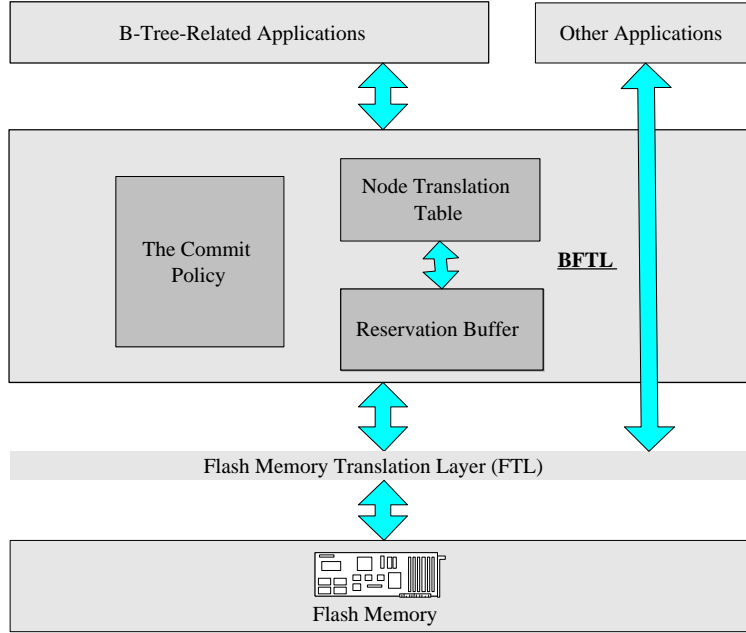 B-Tree-Related Applications
Other Applications
Node Translation
Table
The Commit
Policy
BFTL
Reservation Buffer
Flash Memory Translation Layer (FTL)
Flash Memory